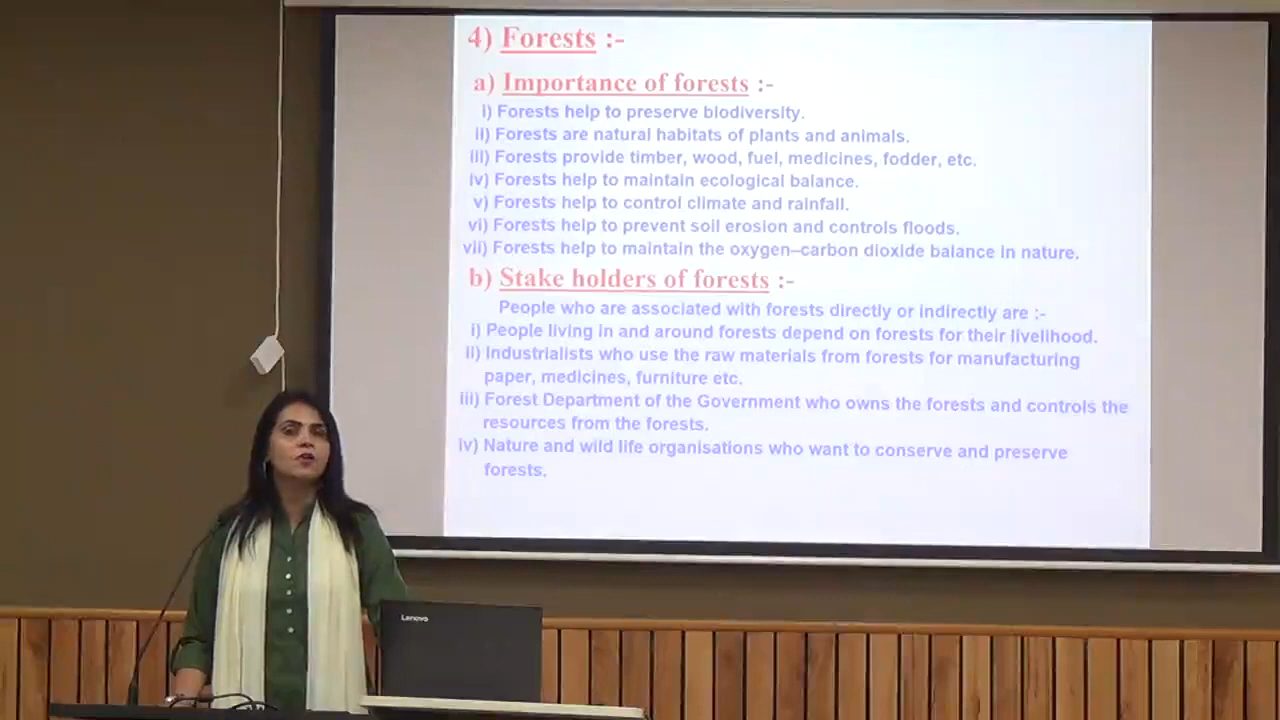 4) Forests :-
a) Importance of forests :-
i) Forests help to preserve biodiversity.
ii) Forests are natural habitats of plants and animals.
iii) Forests provide timber, wood, fuel, medicines, fodder, etc.
iv) Forests help to maintain ecological balance.
v) Forests help to control climate and rainfall.
vi) Forests help to prevent soil erosion and controls floods.
vii) Forests help to maintain the oxygen–carbon dioxide balance in nature.
b) Stake holders of forests :-
People who are associated with forests directly or indirectly are :-
i) People living in and around forests depend on forests for their livelihood.
ii) Industrialists who use the raw materials from forests for manufacturing
paper, medicines, furniture etc.
iii) Forest Department of the Government who owns the forests and controls the
resources from the forests.
iv) Nature and wild life organisations who want to conserve and preserve
forests.
Lenovo